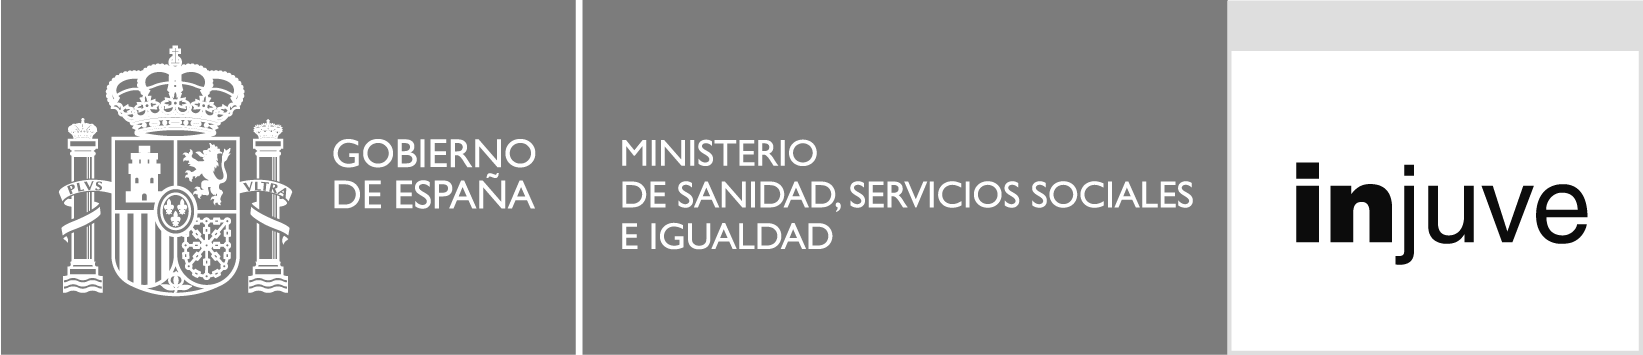 PLVS
VLTRA
GOBIERNO
DE ESPAÑA
MINISTERIO
DE SANIDAD, SERVICIOS SOCIALES
E IGUALDAD
injuve